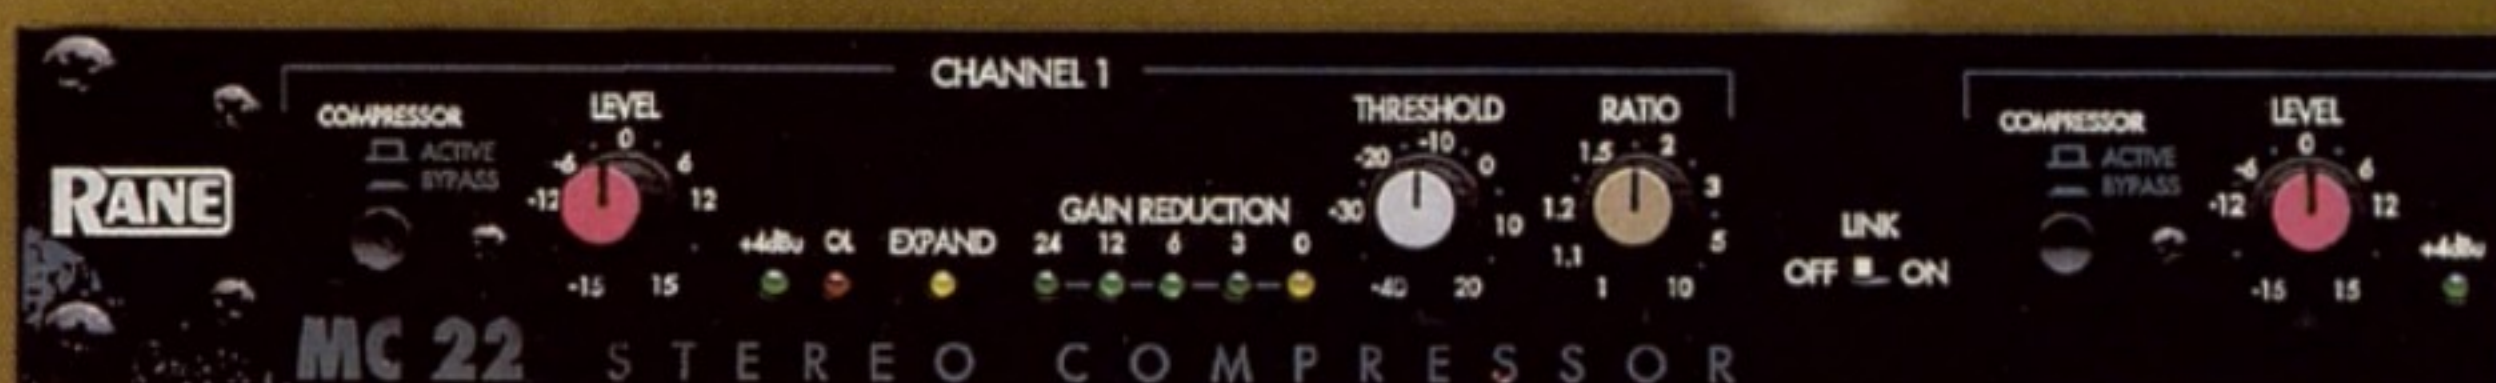 CHANNEL 1
COMPRESSOR
ACTIVE
BYPASS
LEVEL
0
-6 6
-12 12
-15 15
RANE
+4dBu OL EXPAND
GAIN REDUCTION
24 12 6 3 0
THRESHOLD
-20 -10 0
-30 10
-40 20
RATIO
1.5 2
1.2 3
1.1 5
1 10
LINK
OFF ON
COMPRESSOR
ACTIVE
BYPASS
LEVEL
0
-6 6
-12 12
-15 15
+4dBu
MC 22 STEREO COMPRESSOR